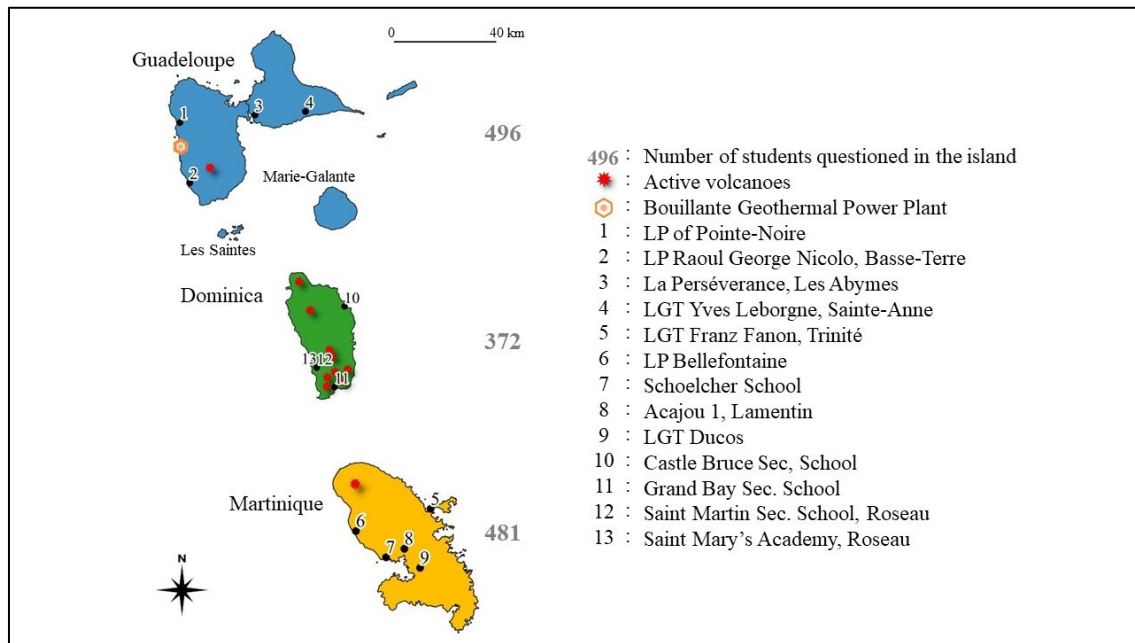 0 40 km
Guadeloupe
1
3
4
496
2
Marie-Galante
Les Saintes
Dominica
10
372
1312
11
Martinique
5
6
481
7
8
9
N
496 : Number of students questioned in the island
: Active volcanoes
: Bouillante Geothermal Power Plant
1 : LP of Pointe-Noire
2 : LP Raoul George Nicolo, Basse-Terre
3 : La Perséverance, Les Abymes
4 : LGT Yves Leborgne, Sainte-Anne
5 : LGT Franz Fanon, Trinité
6 : LP Bellefontaine
7 : Schoelcher School
8 : Acajou 1, Lamentin
9 : LGT Ducos
10 : Castle Bruce Sec, School
11 : Grand Bay Sec. School
12 : Saint Martin Sec. School, Roseau
13 : Saint Mary's Academy, Roseau